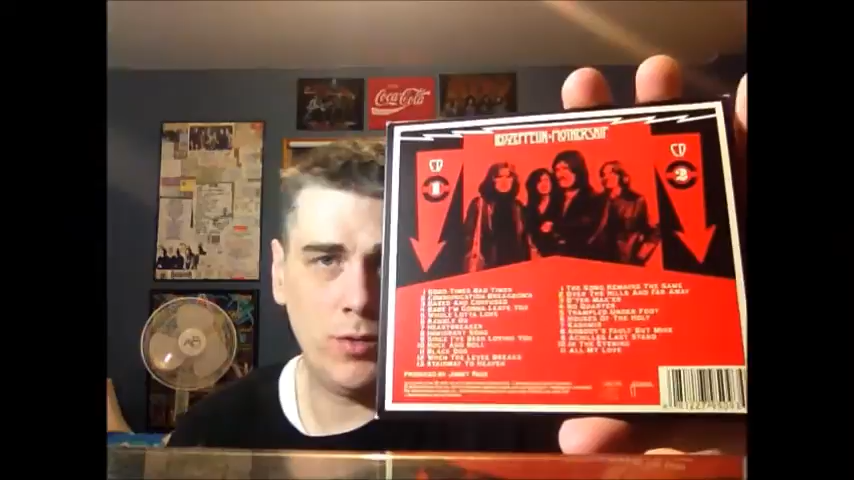 Coca-Cola
LED ZEPPELIN • MOTHERSHIP
CD
1
CD
2
1 GOOD TIMES BAD TIMES
2 COMMUNICATION BREAKDOWN
3 DAZED AND CONFUSED
4 BABE I'M GONNA LEAVE YOU
5 WHOLE LOTTA LOVE
6 RAMBLE ON
7 HEARTBREAKER
8 IMMIGRANT SONG
9 SINCE I'VE BEEN LOVING YOU
10 ROCK AND ROLL
11 BLACK DOG
12 WHEN THE LEVEE BREAKS
13 STAIRWAY TO HEAVEN
1 THE SONG REMAINS THE SAME
2 OVER THE HILLS AND FAR AWAY
3 D'YER MAK'ER
4 NO QUARTER
5 TRAMPLED UNDER FOOT
6 HOUSES OF THE HOLY
7 KASHMIR
8 NOBODY'S FAULT BUT MINE
9 ACHILLES LAST STAND
10 IN THE EVENING
11 ALL MY LOVE
PRODUCED BY JIMMY PAGE